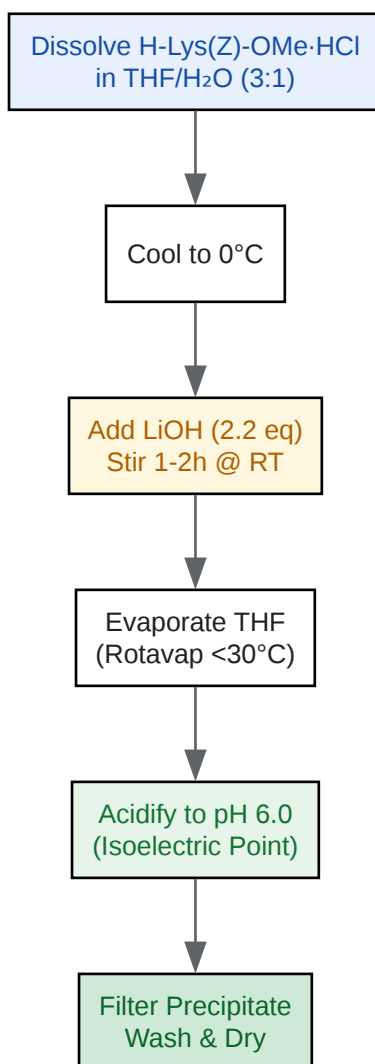 Dissolve H-Lys(Z)-OMe·HCl
in THF/H₂O (3:1)
Cool to 0°C
Add LiOH (2.2 eq)
Stir 1-2h @ RT
Evaporate THF
(Rotavap <30°C)
Acidify to pH 6.0
(Isoelectric Point)
Filter Precipitate
Wash & Dry